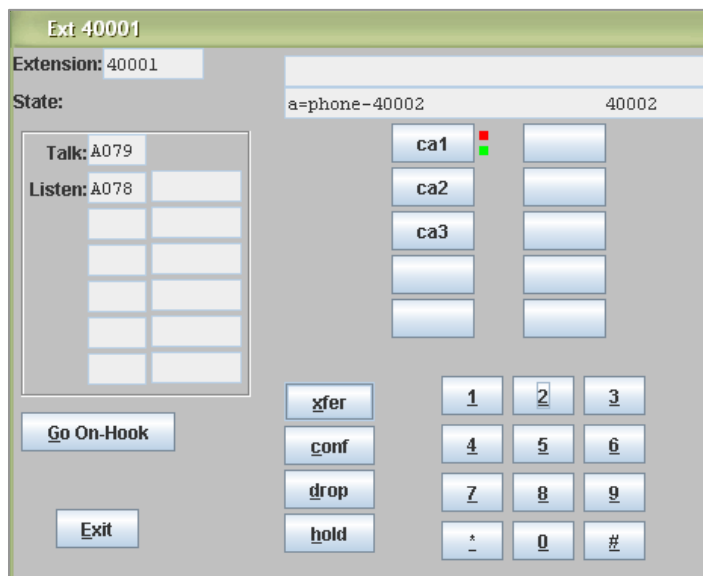 Ext 40001
Extension: 40001
State:
a=phone-40002 40002
Talk: A079
Listen: A078
ca1
ca2
ca3
Go On-Hook
Exit
xfer
conf
drop
hold
1 2 3
4 5 6
7 8 9
* 0 #